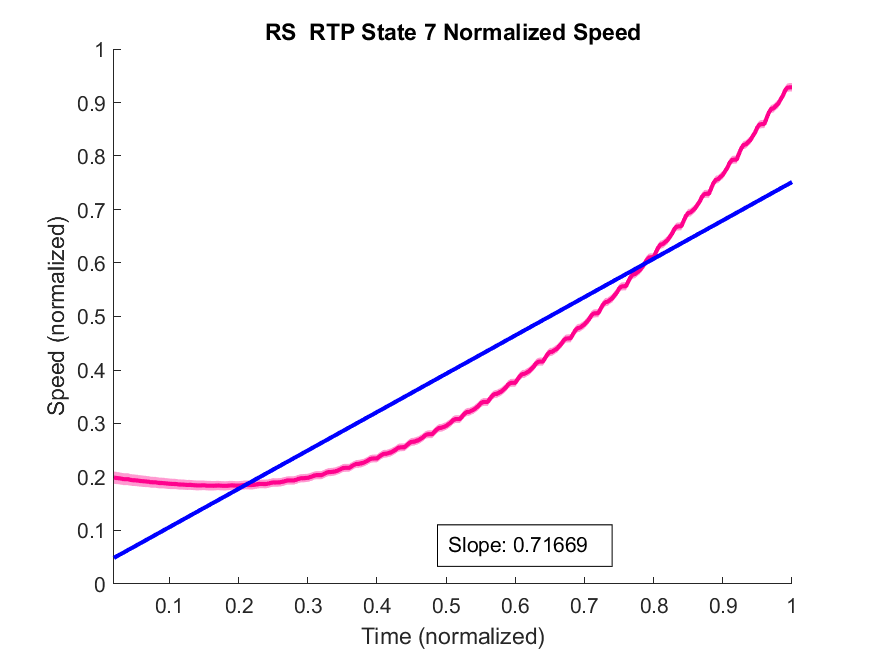 RS  RTP State 7 Normalized Speed
1
0.9
0.8
0.7
0.6
0.5
0.4
0.3
0.2
0.1
0
Speed (normalized)
Slope: 0.71669
0.1 0.2 0.3 0.4 0.5 0.6 0.7 0.8 0.9 1
Time (normalized)